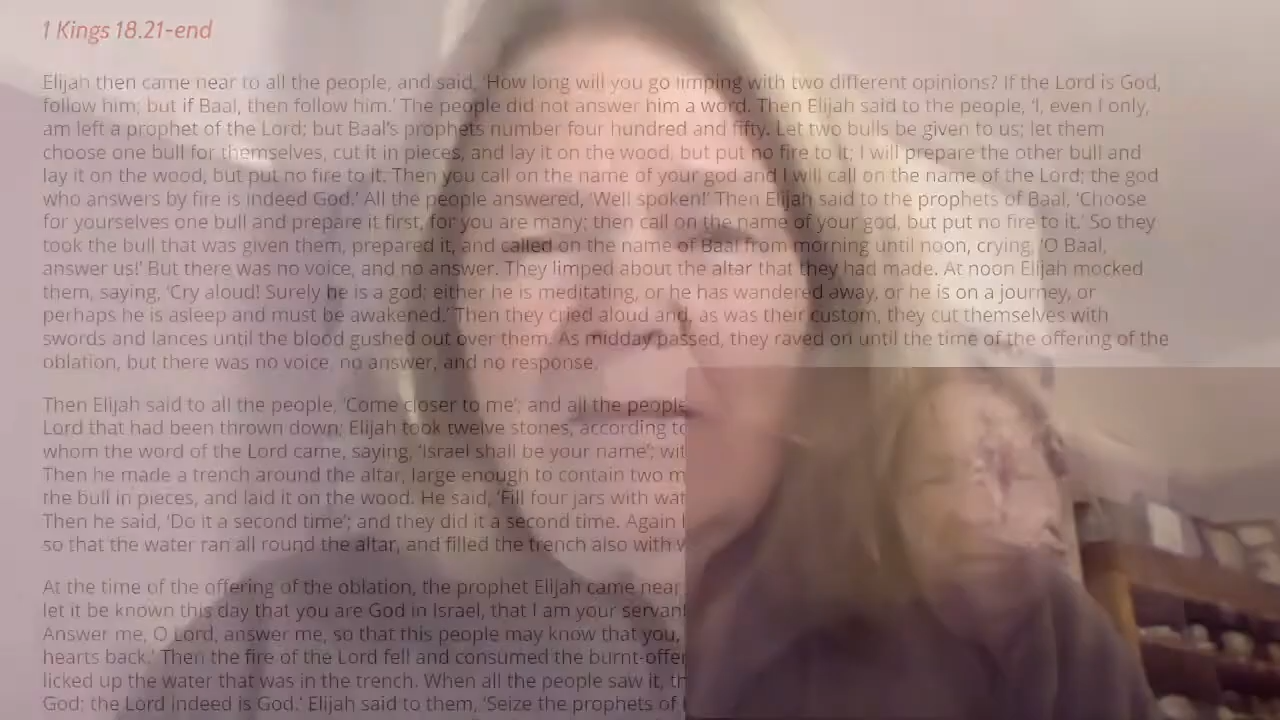 1 Kings 18.21-end
Elijah then came near to all the people, and said, 'How long will you go limping with two different opinions? If the Lord is God,
follow him; but if Baal, then follow him.' The people did not answer him a word. Then Elijah said to the people, 'I, even I only,
am left a prophet of the Lord; but Baal's prophets number four hundred and fifty. Let two bulls be given to us; let them
choose one bull for themselves, cut it in pieces, and lay it on the wood, but put no fire to it; I will prepare the other bull and
lay it on the wood, but put no fire to it. Then you call on the name of your god and I will call on the name of the Lord; the god
who answers by fire is indeed God.' All the people answered, 'Well spoken!' Then Elijah said to the prophets of Baal, 'Choose
for yourselves one bull and prepare it first, for you are many; then call on the name of your god, but put no fire to it.' So they
took the bull that was given them, prepared it, and called on the name of Baal from morning until noon, crying, 'O Baal,
answer us!' But there was no voice, and no answer. They limped about the altar that they had made. At noon Elijah mocked
them, saying, 'Cry aloud! Surely he is a god; either he is meditating, or he has wandered away, or he is on a journey, or
perhaps he is asleep and must be awakened.' Then they cried aloud and, as was their custom, they cut themselves with
swords and lances until the blood gushed out over them. As midday passed, they raved on until the time of the offering of the
oblation, but there was no voice, no answer, and no response.
Then Elijah said to all the people, 'Come closer to me'; and all the people
Lord that had been thrown down; Elijah took twelve stones, according to
whom the word of the Lord came, saying, 'Israel shall be your name'; wit
Then he made a trench around the altar, large enough to contain two m
the bull in pieces, and laid it on the wood. He said, 'Fill four jars with wat
Then he said, 'Do it a second time'; and they did it a second time. Again
so that the water ran all round the altar, and filled the trench also with w
At the time of the offering of the oblation, the prophet Elijah came near
let it be known this day that you are God in Israel, that I am your servant
Answer me, O Lord, answer me, so that this people may know that you,
hearts back.' Then the fire of the Lord fell and consumed the burnt-offer
licked up the water that was in the trench. When all the people saw it, th
God; the Lord indeed is God.' Elijah said to them, 'Seize the prophets of